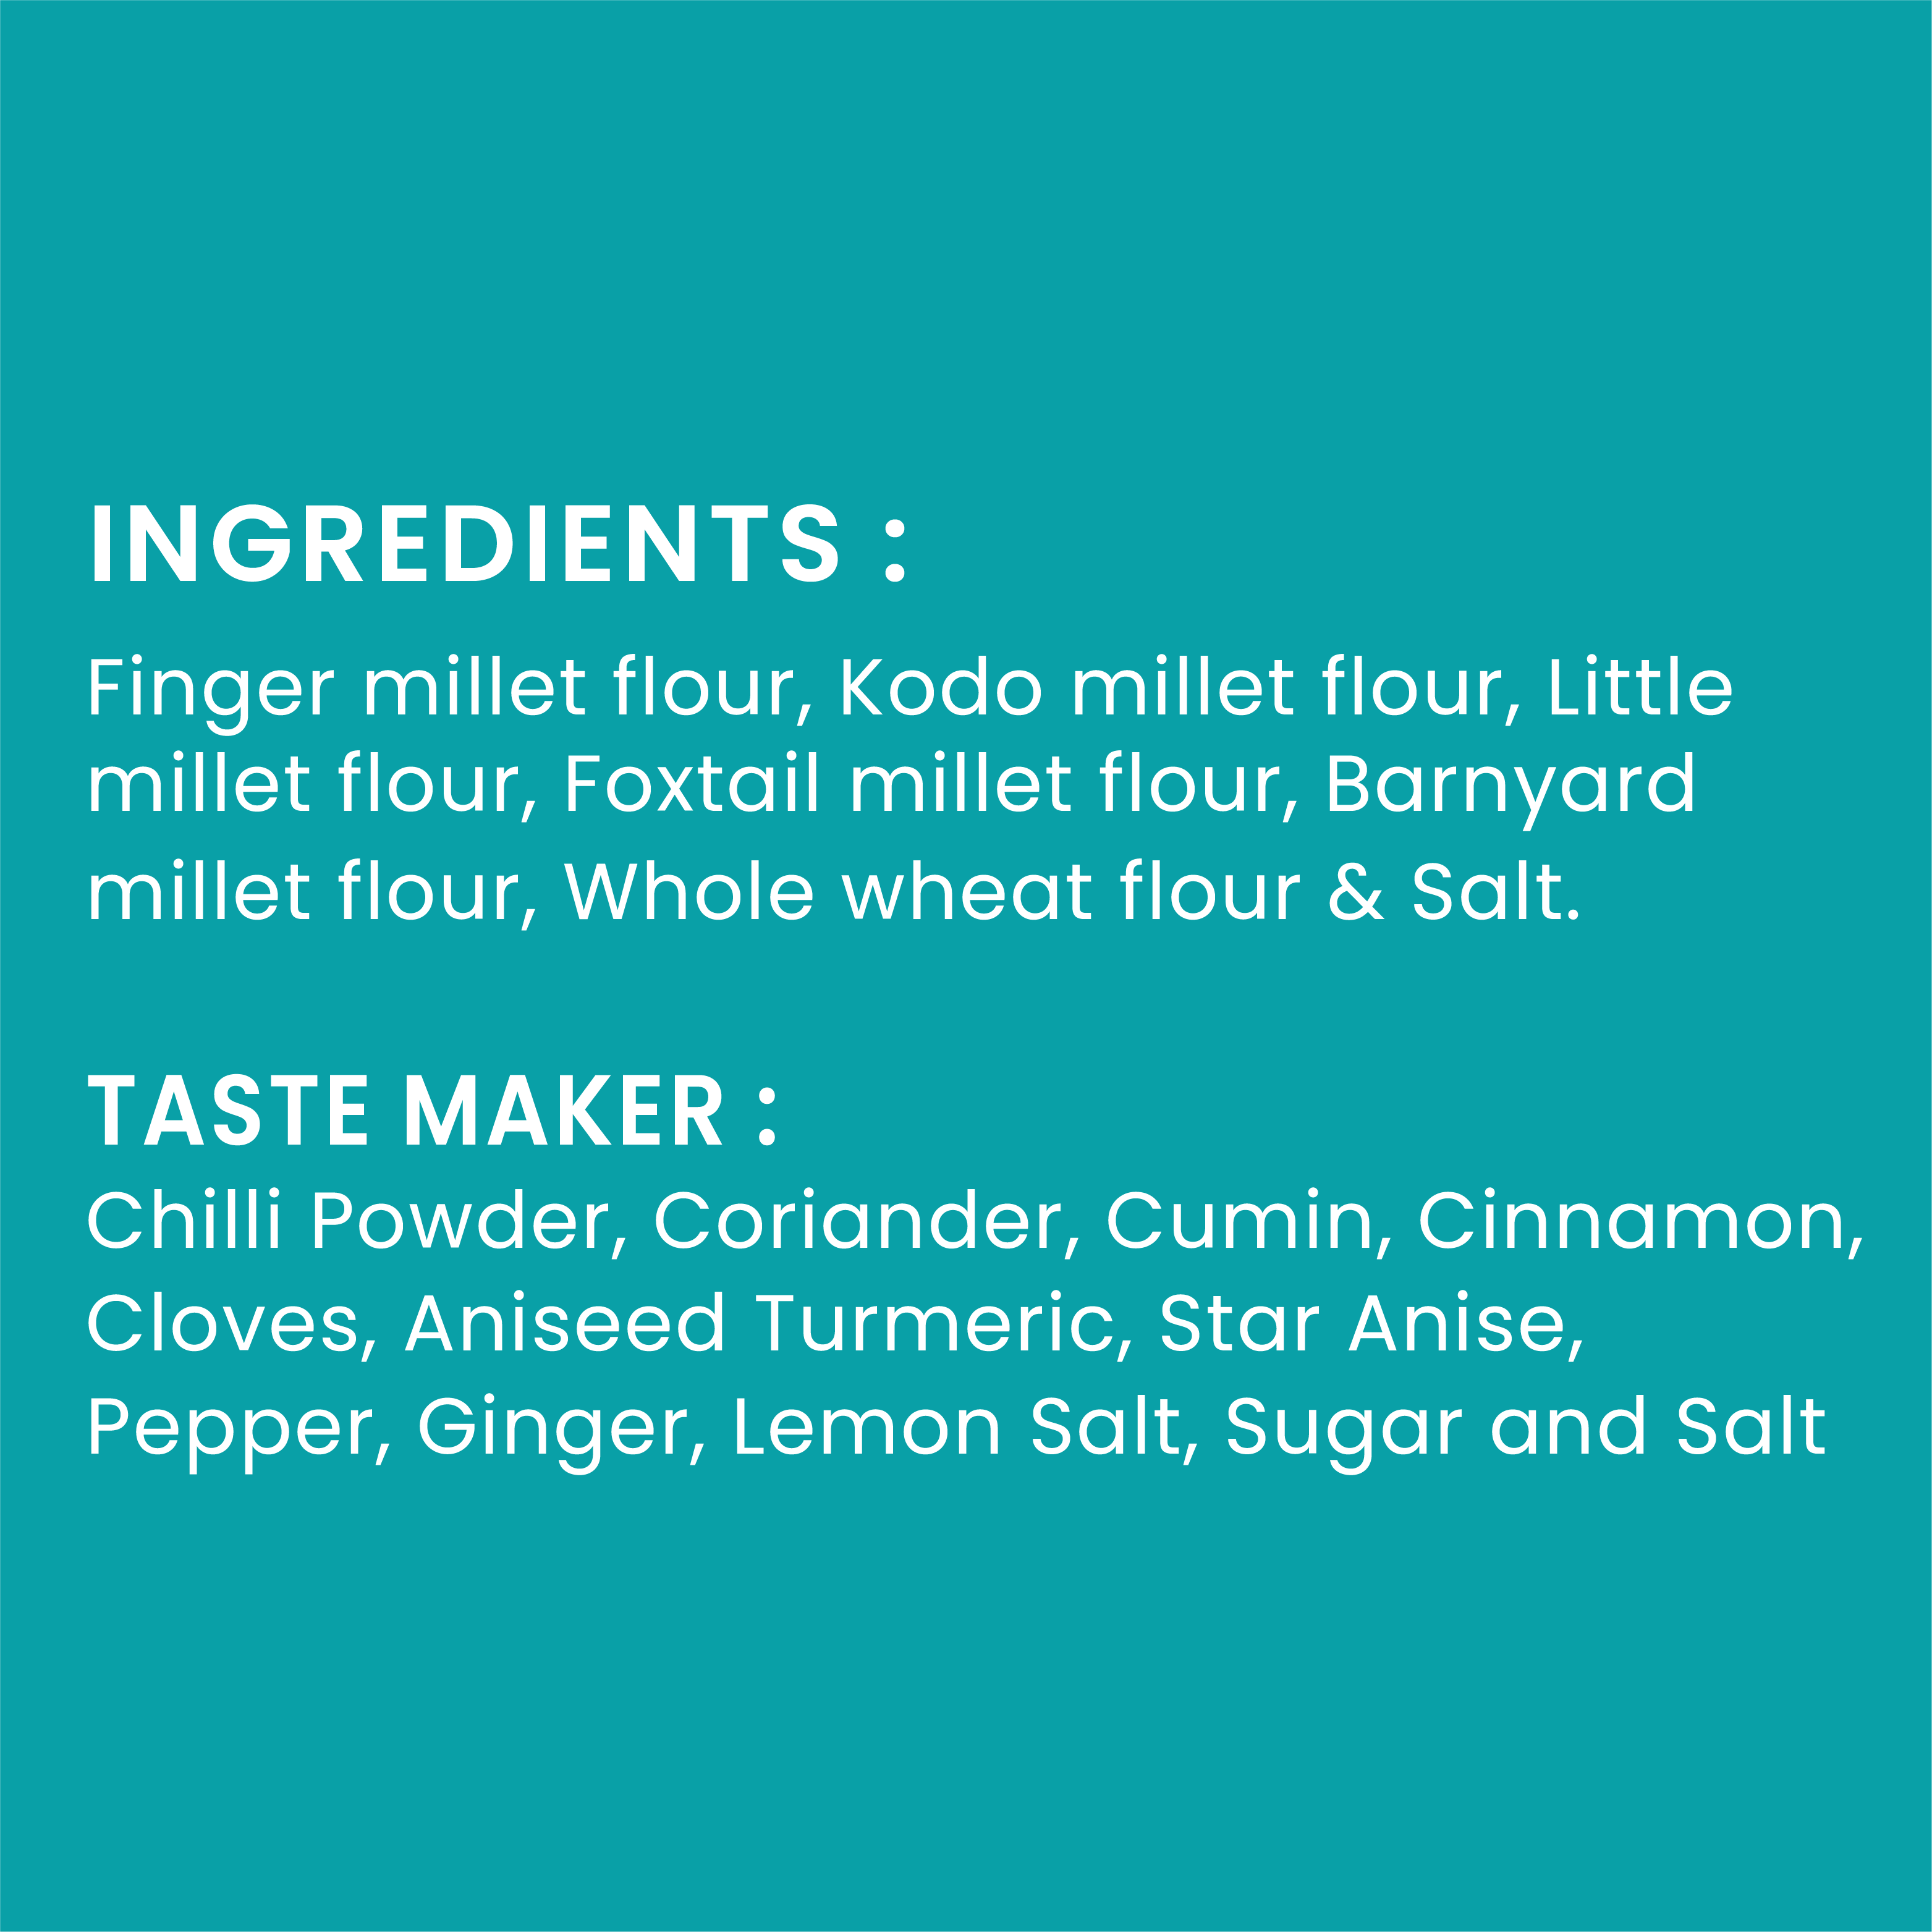 INGREDIENTS :
Finger millet flour, Kodo millet flour, Little
millet flour, Foxtail millet flour, Barnyard
millet flour, Whole wheat flour & Salt.
TASTE MAKER :
Chilli Powder, Coriander, Cumin, Cinnamon,
Cloves, Aniseed Turmeric, Star Anise,
Pepper, Ginger, Lemon Salt, Sugar and Salt